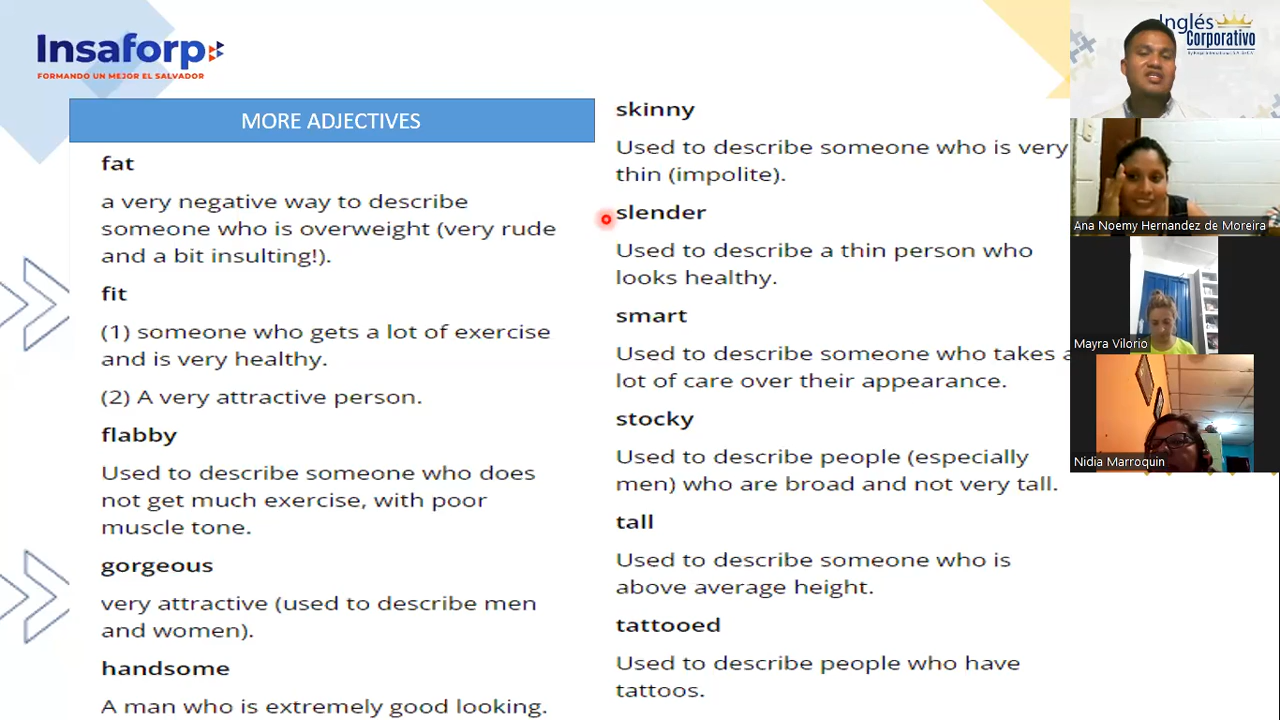 Insaforp
FORMANDO UN MEJOR EL SALVADOR
MORE ADJECTIVES
fat
a very negative way to describe
someone who is overweight (very rude
and a bit insulting!).
fit
(1) someone who gets a lot of exercise
and is very healthy.
(2) A very attractive person.
flabby
Used to describe someone who does
not get much exercise, with poor
muscle tone.
gorgeous
very attractive (used to describe men
and women).
handsome
A man who is extremely good looking.
skinny
Used to describe someone who is very
thin (impolite).
slender
Used to describe a thin person who
looks healthy.
smart
Used to describe someone who takes a
lot of care over their appearance.
stocky
Used to describe people (especially
men) who are broad and not very tall.
tall
Used to describe someone who is
above average height.
tattooed
Used to describe people who have
tattoos.
Inglés
Corporativo
Ana Noemy Hernandez de Moreira
Mayra Vilorio
Nidia Marroquin